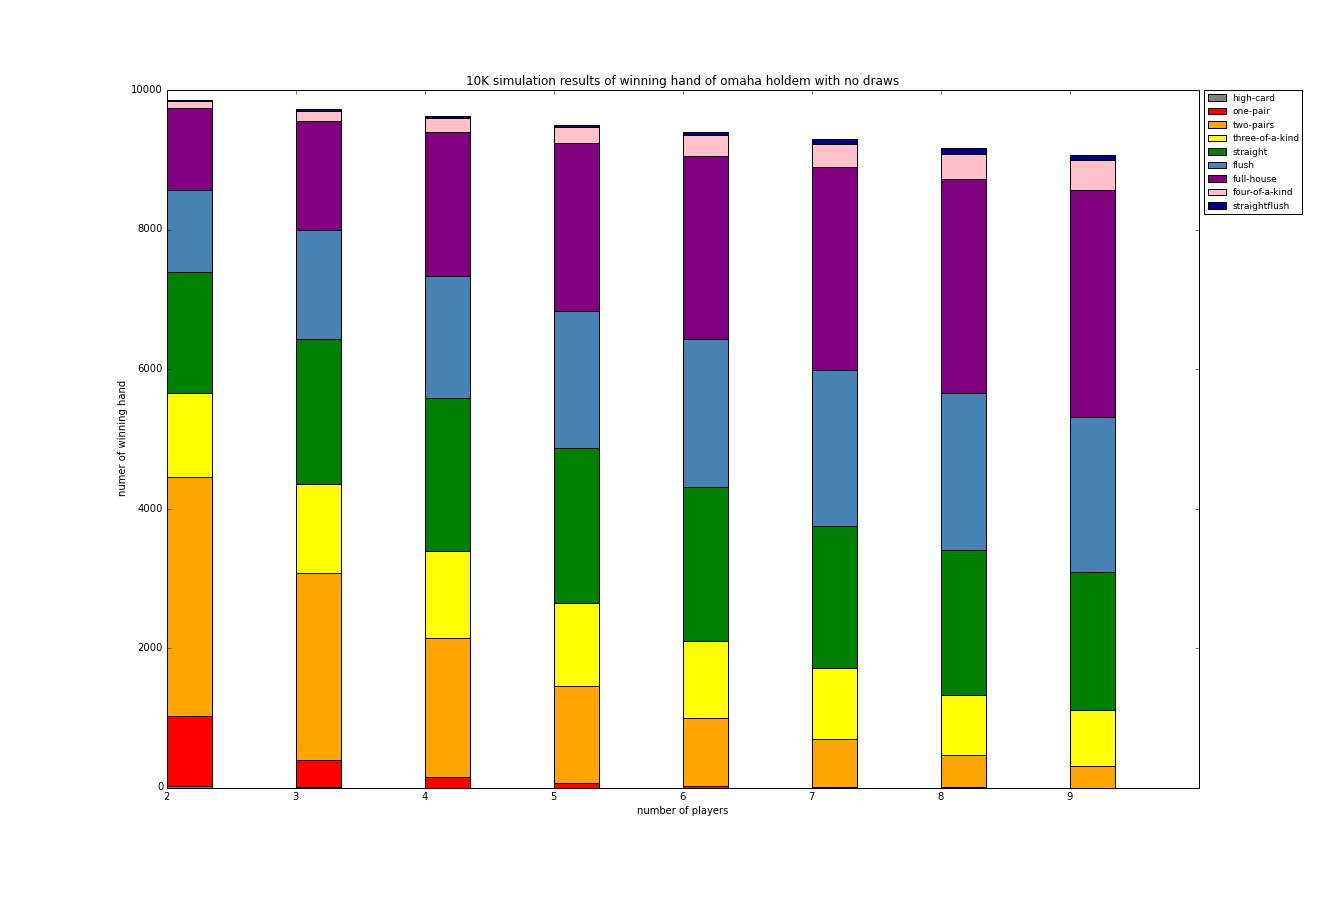 10K simulation results of winning hand of omaha holdem with no draws
10000
8000
6000
4000
2000
0
numer of winning hand
2 3 4 5 6 7 8 9
number of players
high-card
one-pair
two-pairs
three-of-a-kind
straight
flush
full-house
four-of-a-kind
straightflush